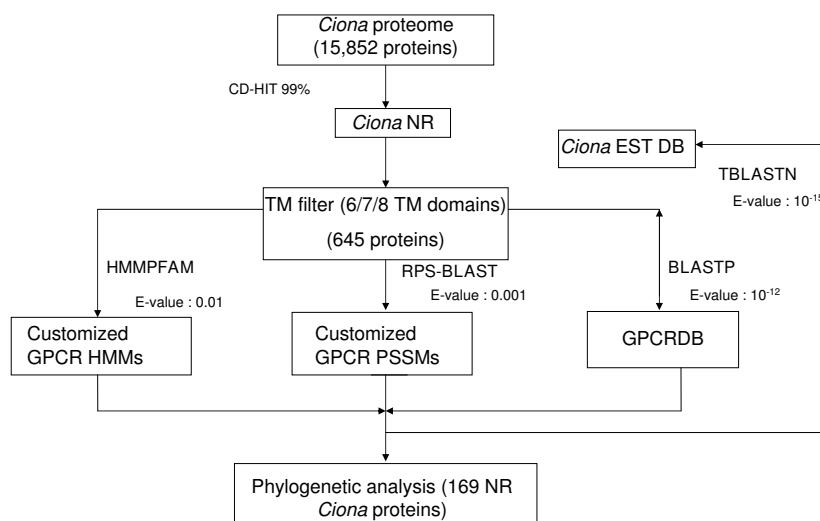 Ciona proteome
(15,852 proteins)
CD-HIT 99%
Ciona NR
Ciona EST DB
TBLASTN
E-value : 10⁻¹⁵
TM filter (6/7/8 TM domains)
(645 proteins)
HMMPFAM
E-value : 0.01
RPS-BLAST
E-value : 0.001
BLASTP
E-value : 10⁻¹²
Customized
GPCR HMMs
Customized
GPCR PSSMs
GPCRDB
Phylogenetic analysis (169 NR
Ciona proteins)